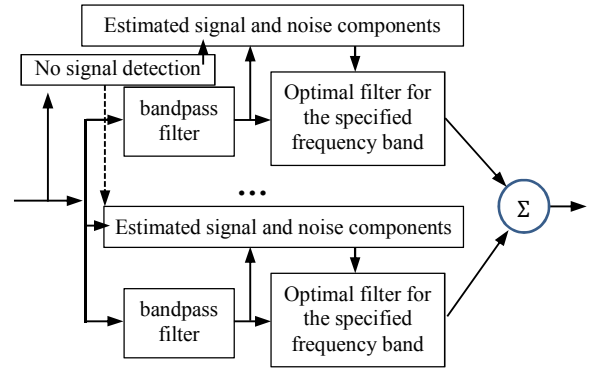 Estimated signal and noise components
No signal detection
bandpass
filter
Optimal filter for
the specified
frequency band
...
Σ
Estimated signal and noise components
bandpass
filter
Optimal filter for
the specified
frequency band